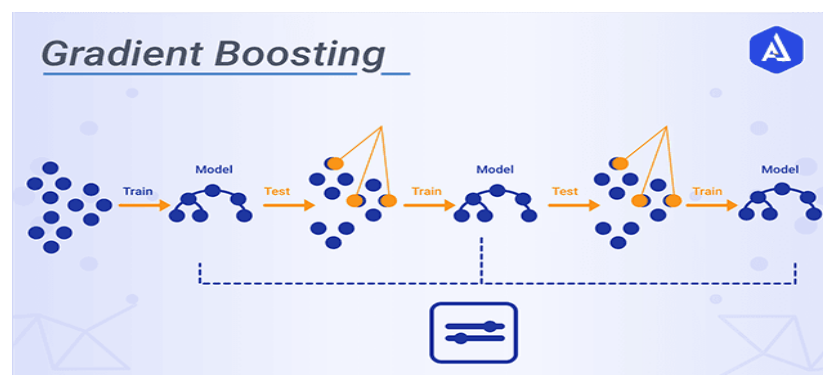 Gradient Boosting
Model
Model
Model
Train
Test
Train
Test
Train